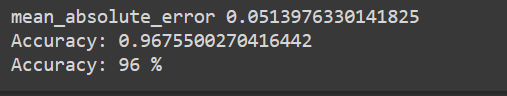 mean_absolute_error 0.0513976330141825
Accuracy: 0.9675500270416442
Accuracy: 96 %